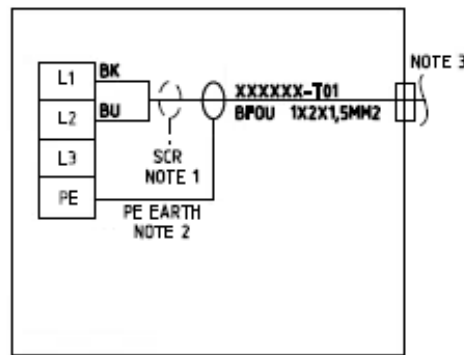 NOTE 3
L1 BK
XXXXXX-T01
L2 BU
BFOU 1X2X1,5MM2
L3
SCR
NOTE 1
PE
PE EARTH
NOTE 2